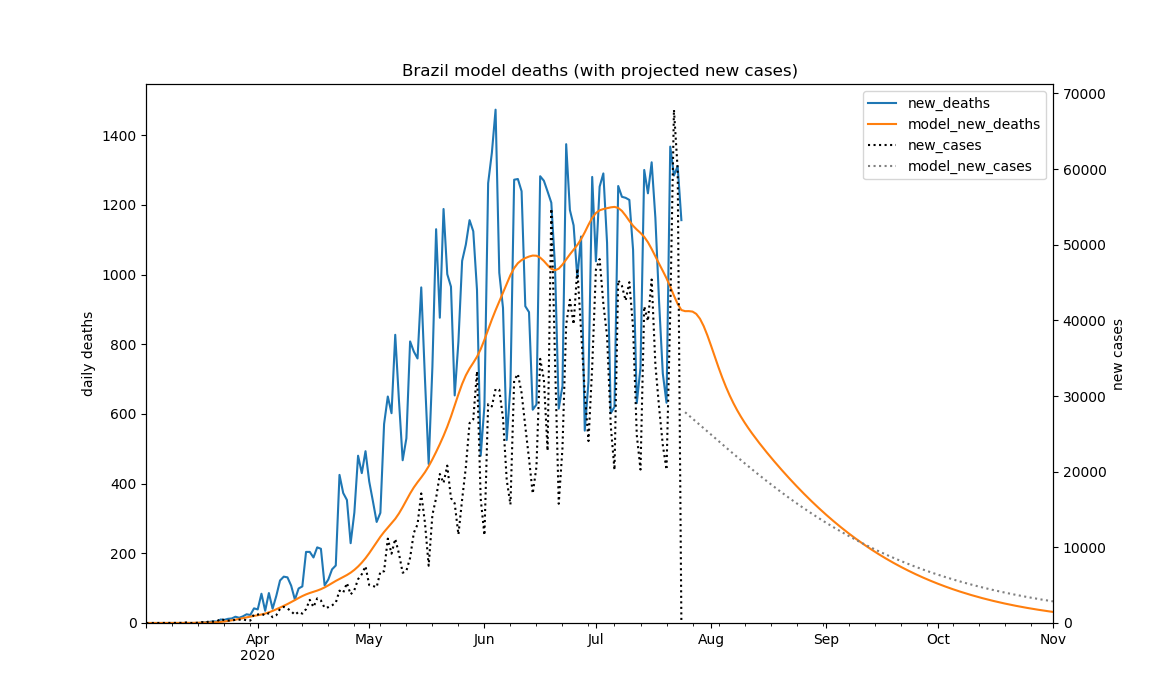 Brazil model deaths (with projected new cases)
new_deaths
model_new_deaths
new_cases
model_new_cases
daily deaths
1400
1200
1000
800
600
400
200
0
70000
60000
50000
40000
30000
20000
10000
0
new cases
Apr
2020
May
Jun
Jul
Aug
Sep
Oct
Nov